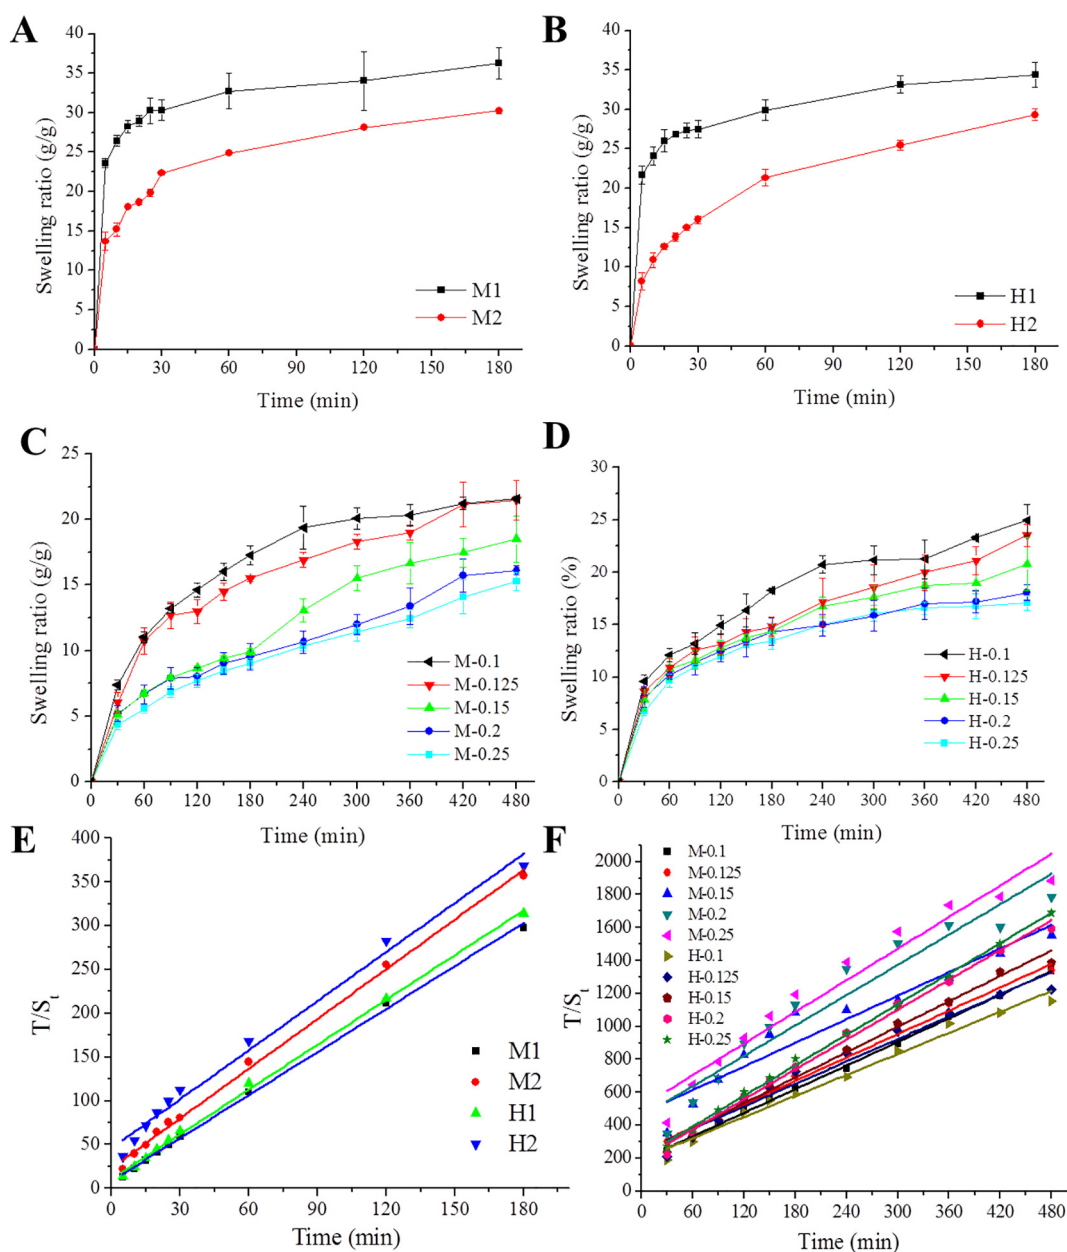 A
Swelling ratio (g/g)
40
35
30
25
20
15
10
5
0
M1
M2
0 30 60 90 120 150 180
Time (min)
B
Swelling ratio (g/g)
40
35
30
25
20
15
10
5
0
H1
H2
0 30 60 90 120 150 180
Time (min)
C
Swelling ratio (g/g)
25
20
15
10
5
0
M-0.1
M-0.125
M-0.15
M-0.2
M-0.25
0 60 120 180 240 300 360 420 480
Time (min)
D
Swelling ratio (%)
30
25
20
15
10
5
0
H-0.1
H-0.125
H-0.15
H-0.2
H-0.25
0 60 120 180 240 300 360 420 480
Time (min)
E
T/St
400
350
300
250
200
150
100
50
0
M1
M2
H1
H2
0 30 60 90 120 150 180
Time (min)
F
T/St
2000
1800
1600
1400
1200
1000
800
600
400
200
0
M-0.1
M-0.125
M-0.15
M-0.2
M-0.25
H-0.1
H-0.125
H-0.15
H-0.2
H-0.25
0 60 120 180 240 300 360 420 480
Time (min)